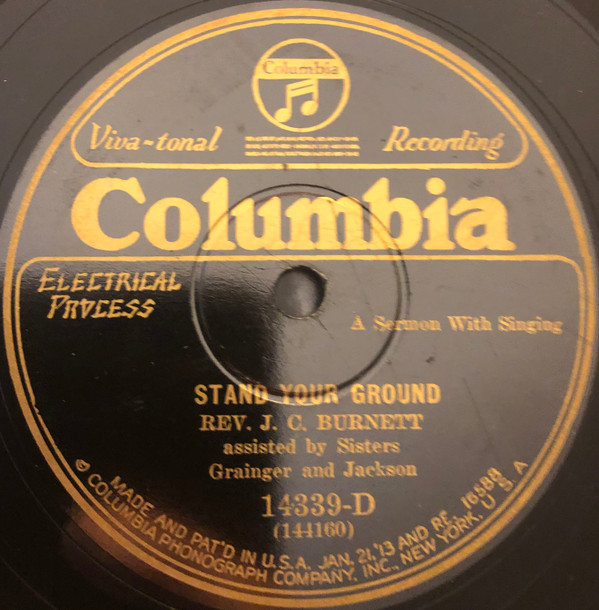 Columbia
Viva-tonal Recording
Columbia
ELECTRICAL
PROCESS
A Sermon With Singing
STAND YOUR GROUND
REV. J. C. BURNETT
assisted by Sisters
Grainger and Jackson
14339-D
(144160)
MADE AND PAT'D IN U.S.A. JAN. 21,'13 AND RE. 16588
© COLUMBIA PHONOGRAPH COMPANY, INC., NEW YORK, U.S.A